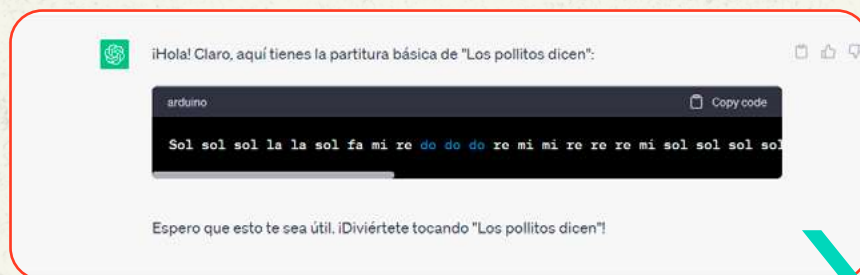 ¡Hola! Claro, aquí tienes la partitura básica de "Los pollitos dicen":
arduino
Copy code
Sol sol sol la la sol fa mi re do do do re mi mi re re re mi sol sol sol sol
Espero que esto te sea útil. ¡Diviértete tocando "Los pollitos dicen"!